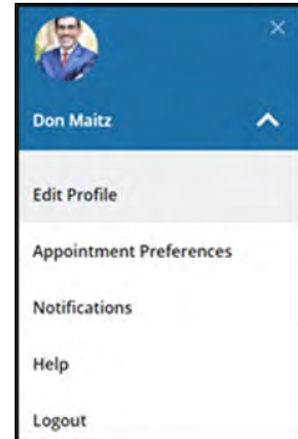 Don Maitz
Edit Profile
Appointment Preferences
Notifications
Help
Logout